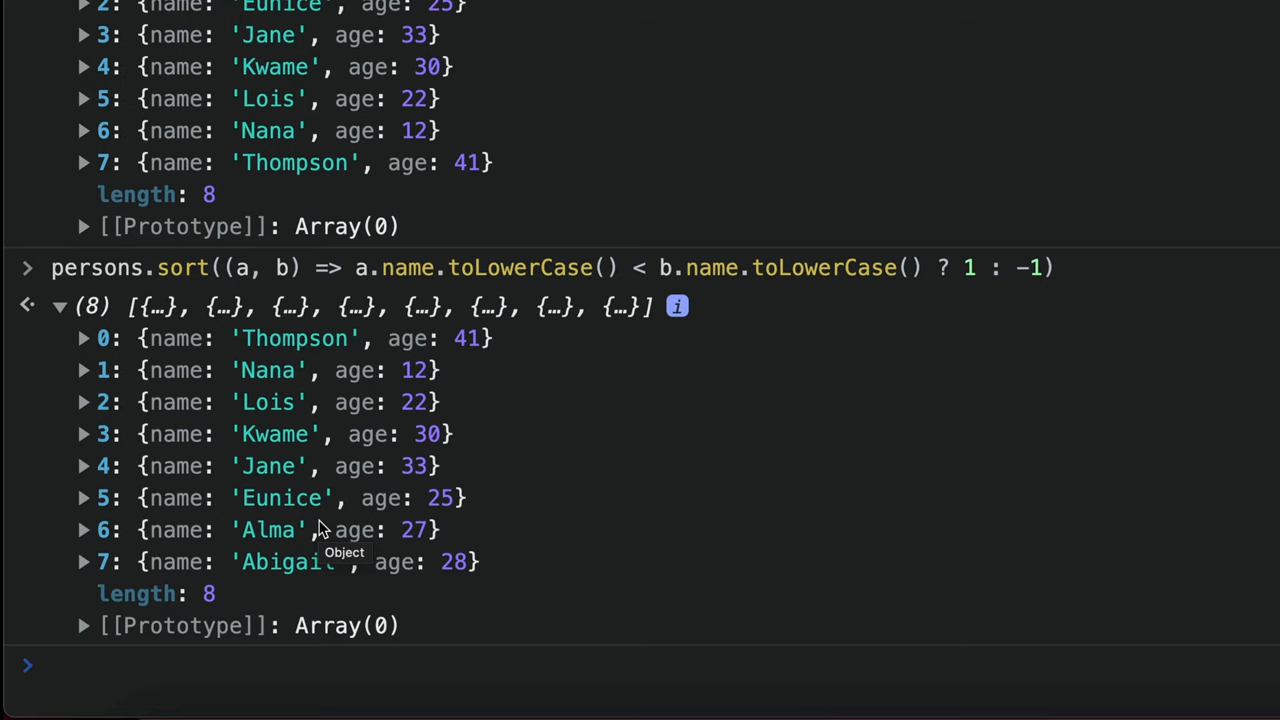 2: {name: 'Eunice', age: 25}
3: {name: 'Jane', age: 33}
4: {name: 'Kwame', age: 30}
5: {name: 'Lois', age: 22}
6: {name: 'Nana', age: 12}
7: {name: 'Thompson', age: 41}
length: 8
[[Prototype]]: Array(0)
persons.sort((a, b) => a.name.toLowerCase() < b.name.toLowerCase() ? 1 : -1)
(8) [{…}, {…}, {…}, {…}, {…}, {…}, {…}, {…}] i
0: {name: 'Thompson', age: 41}
1: {name: 'Nana', age: 12}
2: {name: 'Lois', age: 22}
3: {name: 'Kwame', age: 30}
4: {name: 'Jane', age: 33}
5: {name: 'Eunice', age: 25}
6: {name: 'Alma', age: 27}
Object
7: {name: 'Abigail', age: 28}
length: 8
[[Prototype]]: Array(0)